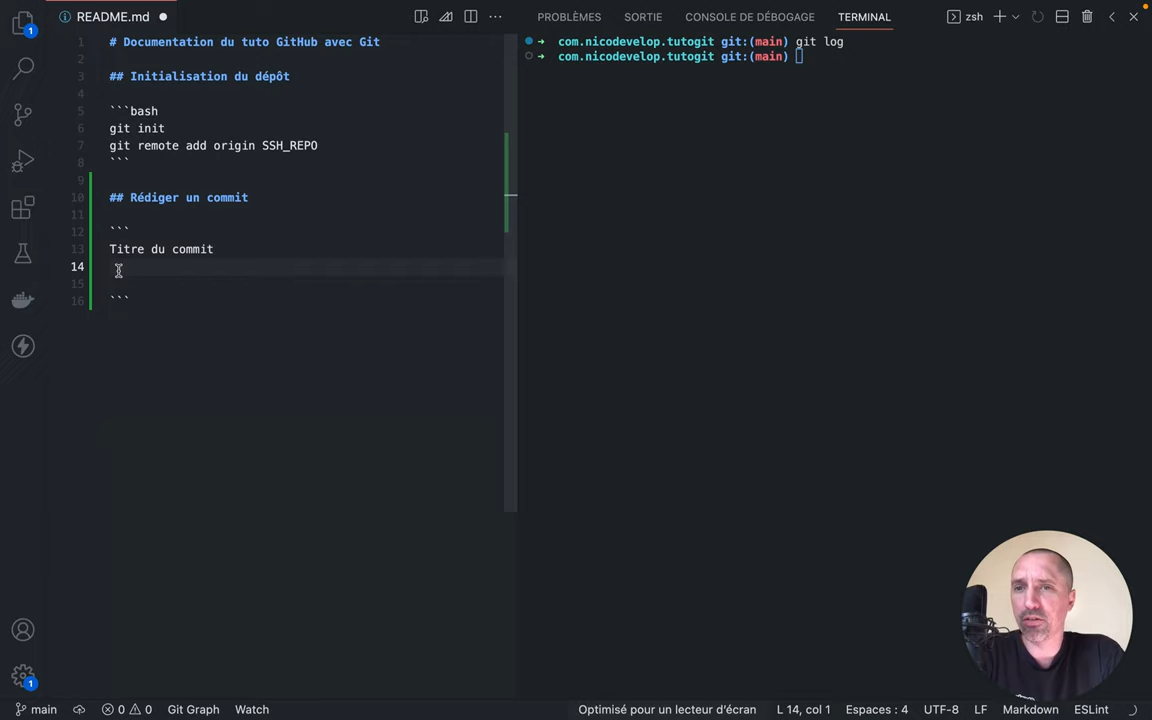 README.md
PROBLÈMES
SORTIE
CONSOLE DE DÉBOGAGE
TERMINAL
zsh
1
1 # Documentation du tuto GitHub avec Git
2
3 ## Initialisation du dépôt
4
5 ```bash
6 git init
7 git remote add origin SSH_REPO
8 ```
9
10 ## Rédiger un commit
11
12 ```
13 Titre du commit
14
15
16 ```
➜ com.nicodevelop.tutogit git:(main) git log
➜ com.nicodevelop.tutogit git:(main)
1
main
0
0
Git Graph
Watch
Optimisé pour un lecteur d'écran
L 14, col 1
Espaces : 4
UTF-8
LF
Markdown
ESLint